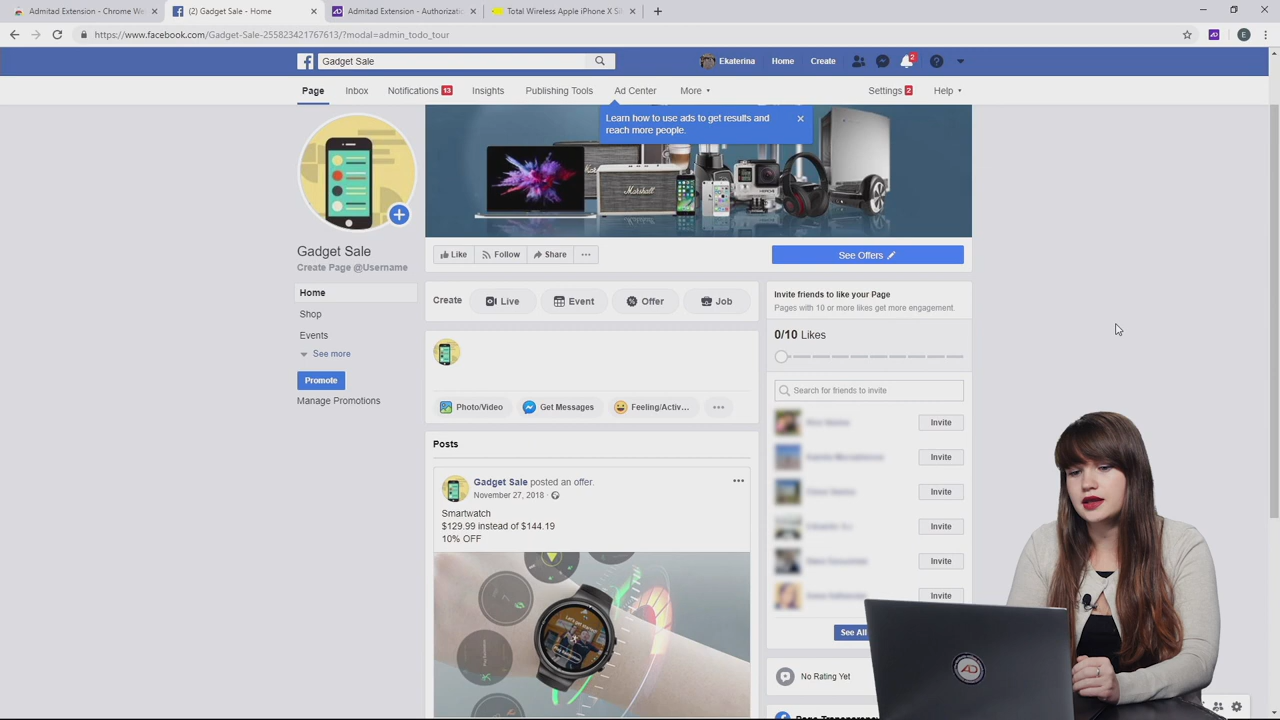 Admitad Extension - Chrome We
(2) Gadget Sale - Home
Admitad Extension - Authorizati
Total Wireless Apple iPhone X Sil
https://www.facebook.com/Gadget-Sale-255823421767613/?modal=admin_todo_tour
E
Gadget Sale
Ekaterina
Home
Create
2
Page
Inbox
Notifications 13
Insights
Publishing Tools
Ad Center
More
Settings 2
Help
Learn how to use ads to get results and
reach more people.
Marshall
Gadget Sale
Create Page @Username
Like
Follow
Share
See Offers
Home
Shop
Events
See more
Promote
Manage Promotions
Create
Live
Event
Offer
Job
Photo/Video
Get Messages
Feeling/Activ...
Posts
Gadget Sale posted an offer.
November 27, 2018
Smartwatch
$129.99 instead of $144.19
10% OFF
Invite friends to like your Page
Pages with 10 or more likes get more engagement.
0/10 Likes
Search for friends to invite
Invite
Invite
Invite
Invite
Invite
Invite
See All
No Rating Yet
Page Transparency
AD